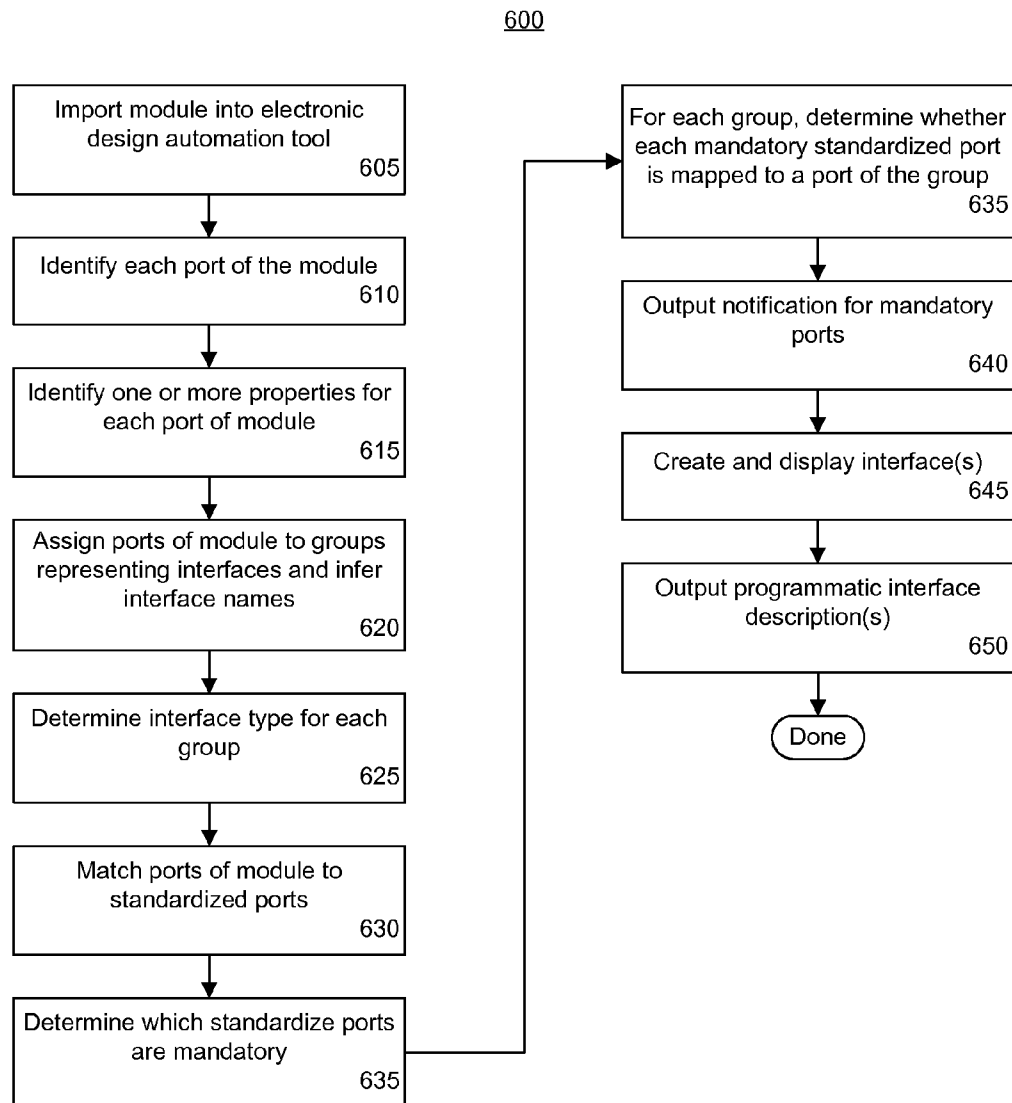 600
Import module into electronic
design automation tool
605
Identify each port of the module
610
Identify one or more properties for
each port of module
615
Assign ports of module to groups
representing interfaces and infer
interface names
620
Determine interface type for each
group
625
Match ports of module to
standardized ports
630
Determine which standardize ports
are mandatory
635
For each group, determine whether
each mandatory standardized port
is mapped to a port of the group
635
Output notification for mandatory
ports
640
Create and display interface(s)
645
Output programmatic interface
description(s)
650
Done